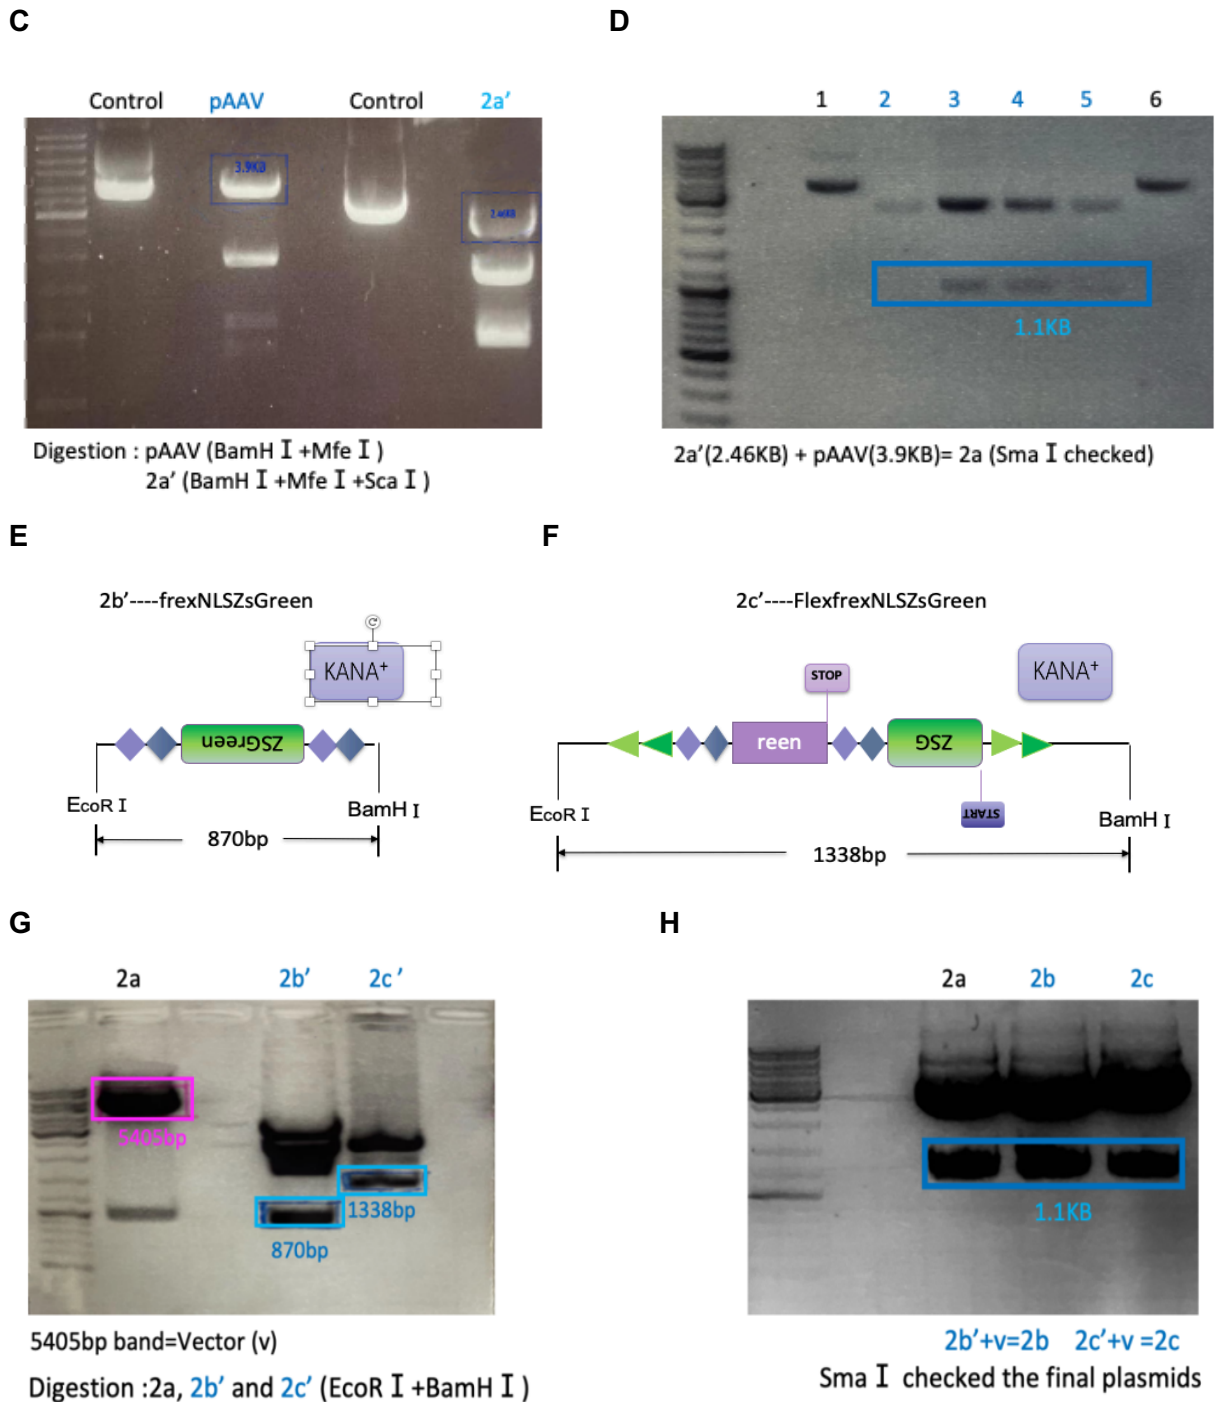 C
D
Control pAAV Control 2a’
1 2 3 4 5 6
3.9KB
2.46KB
1.1KB
Digestion : pAAV (BamH I +Mfe I )
2a’ (BamH I +Mfe I +Sca I )
2a’(2.46KB) + pAAV(3.9KB)= 2a (Sma I checked)
E
F
2b’----frexNLSZsGreen
2c’----FlexfrexNLSZsGreen
KANA+
STOP
KANA+
ZSGreen
reen
ZSG
START
EcoR I
BamH I
870bp
EcoR I
BamH I
1338bp
G
H
2a 2b’ 2c ’
2a 2b 2c
5405bp
1338bp
870bp
1.1KB
5405bp band=Vector (v)
Digestion :2a, 2b’ and 2c’ (EcoR I +BamH I )
2b’+v=2b 2c’+v =2c
Sma I checked the final plasmids